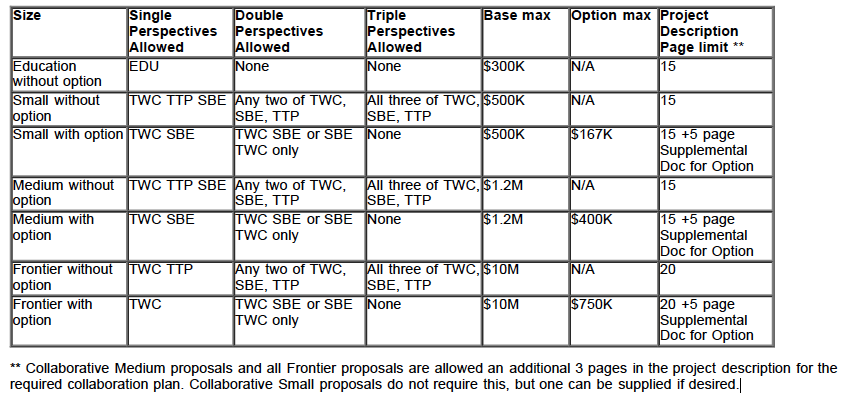 Size Single Perspectives Allowed Double Perspectives Allowed Triple Perspectives Allowed Base max Option max Project Description Page limit **
Education without option EDU None None $300K N/A 15
Small without option TWC TTP SBE Any two of TWC, SBE, TTP All three of TWC, SBE, TTP $500K N/A 15
Small with option TWC SBE TWC SBE or SBE TWC only None $500K $167K 15 +5 page Supplemental Doc for Option
Medium without option TWC TTP SBE Any two of TWC, SBE, TTP All three of TWC, SBE, TTP $1.2M N/A 15
Medium with option TWC SBE TWC SBE or SBE TWC only None $1.2M $400K 15 +5 page Supplemental Doc for Option
Frontier without option TWC TTP Any two of TWC, SBE, TTP All three of TWC, SBE, TTP $10M N/A 20
Frontier with option TWC TWC SBE or SBE TWC only None $10M $750K 20 +5 page Supplemental Doc for Option
** Collaborative Medium proposals and all Frontier proposals are allowed an additional 3 pages in the project description for the
required collaboration plan. Collaborative Small proposals do not require this, but one can be supplied if desired.